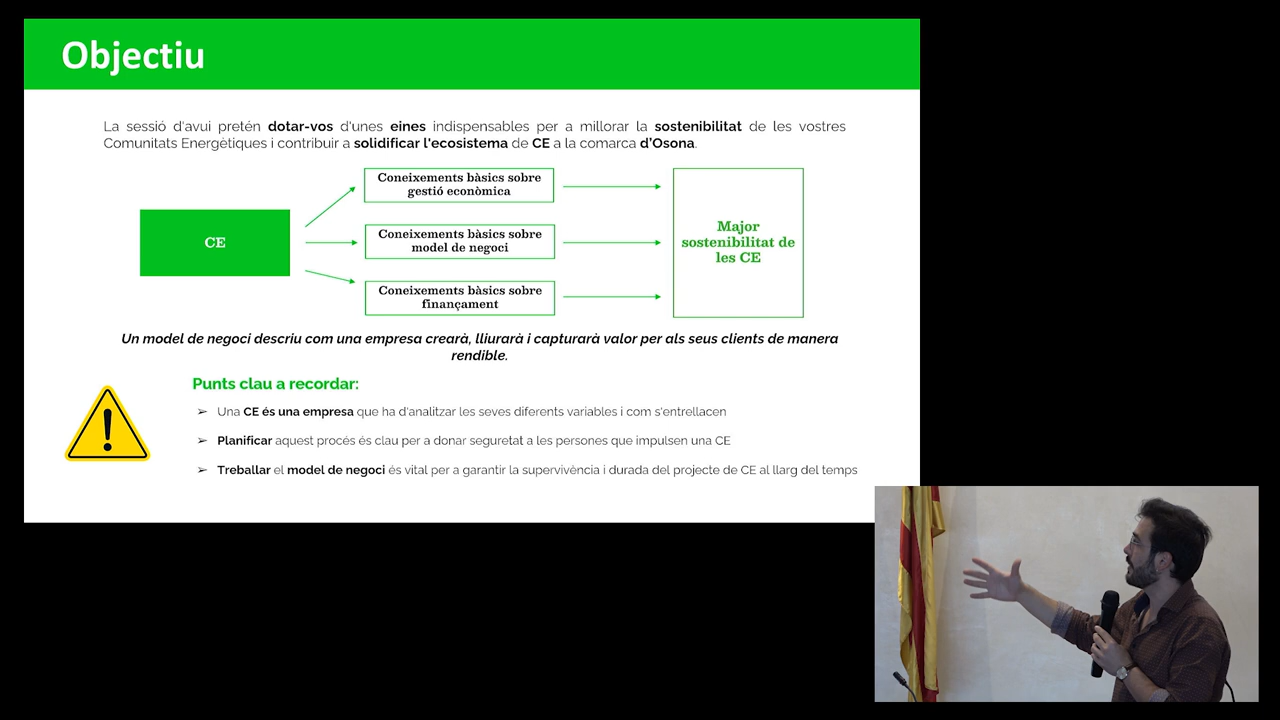 Objectiu
La sessió d'avui pretén dotar-vos d'unes eines indispensables per a millorar la sostenibilitat de les vostres
Comunitats Energètiques i contribuir a solidificar l'ecosistema de CE a la comarca d'Osona.
Coneixements bàsics sobre
gestió econòmica
CE
Coneixements bàsics sobre
model de negoci
Coneixements bàsics sobre
finançament
Major
sostenibilitat de
les CE
Un model de negoci descriu com una empresa crearà, lliurarà i capturarà valor per als seus clients de manera
rendible.
Punts clau a recordar:
➢ Una CE és una empresa que ha d'analitzar les seves diferents variables i com s'entrellacen
➢ Planificar aquest procés és clau per a donar seguretat a les persones que impulsen una CE
➢ Treballar el model de negoci és vital per a garantir la supervivència i durada del projecte de CE al llarg del temps